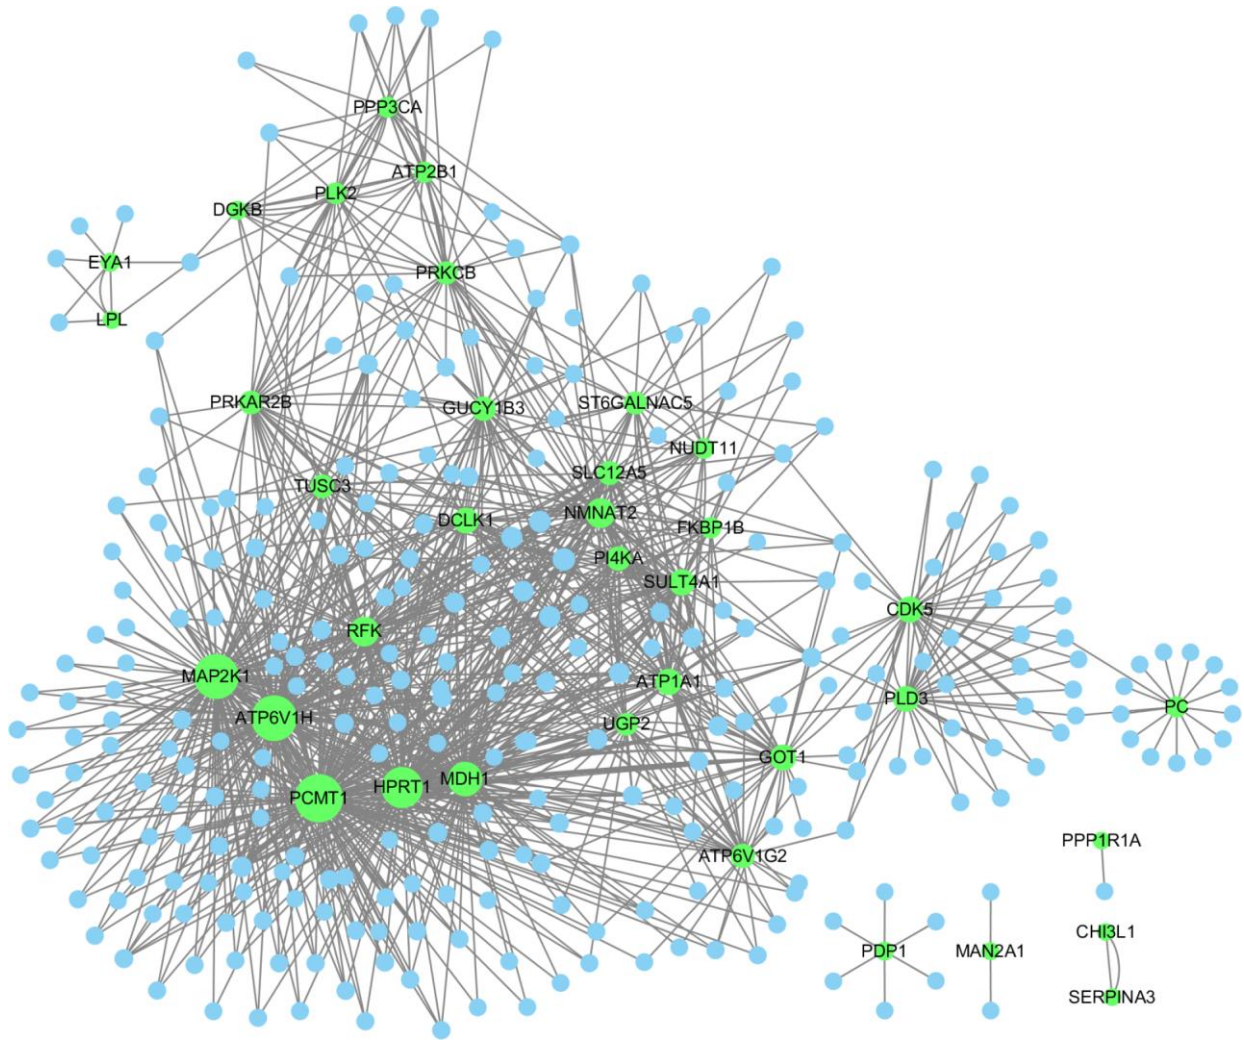 PPP3CA
ATP2B1
PLK2
DGKB
EYA1
PRKCB
LPL
PRKAR2B
GUCY1B3
ST6GALNAC5
NUDT11
SLC12A5
TUSC3
NMNAT2
DCLK1
FKBP1B
PI4KA
SULT4A1
CDK5
RFK
MAP2K1
ATP1A1
PLD3
PC
ATP6V1H
UGP2
GOT1
MDH1
HPRT1
PCMT1
PPP1R1A
ATP6V1G2
CHI3L1
PDP1
MAN2A1
SERPINA3